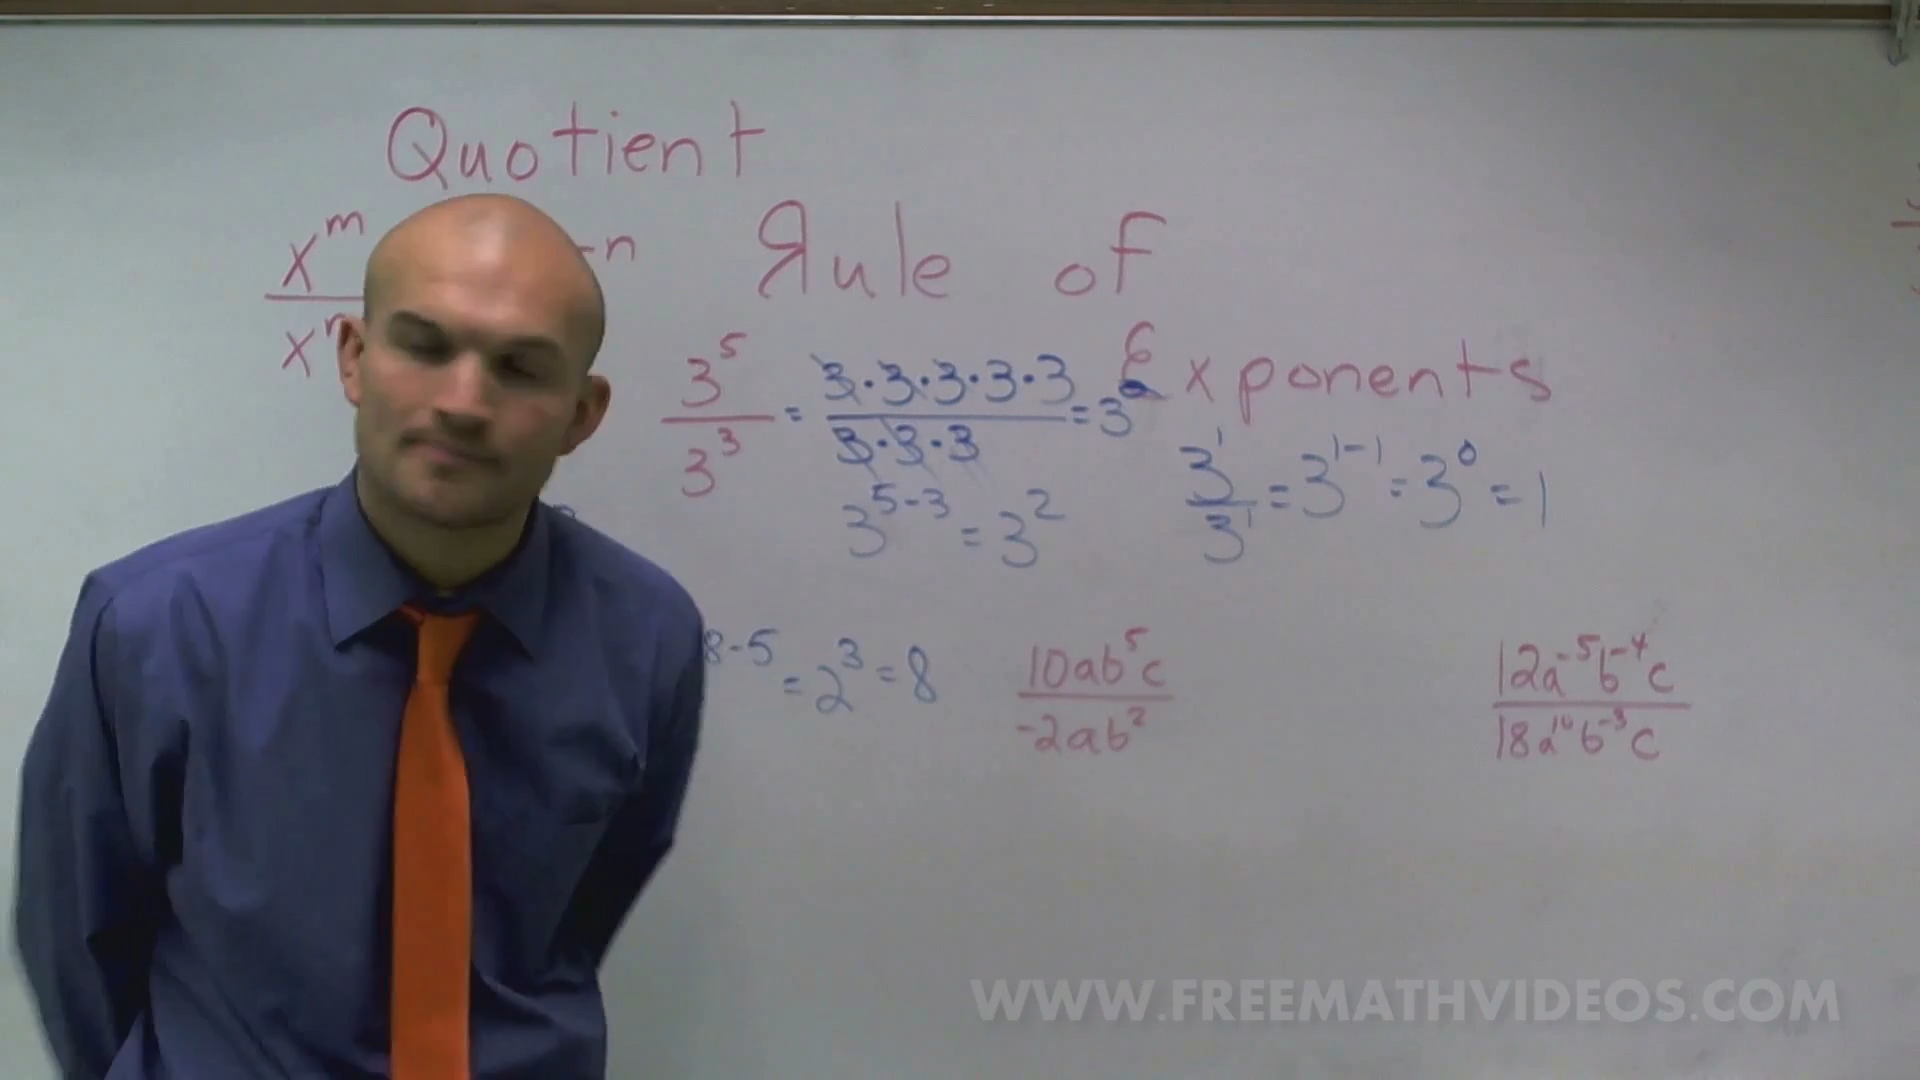 Quotient
Rule of
Exponents
x^m
x^n
-n
3^5/3^3 = 3·3·3·3·3/3·3·3 = 3^2
3^(5-3) = 3^2
3^1/3^1 = 3^(1-1) = 3^0 = 1
8-5 = 2^3 = 8
10ab^5c
-2ab^2
12a^-5b^-4c
18a^10b^-3c
WWW.FREEMATHVIDEOS.COM